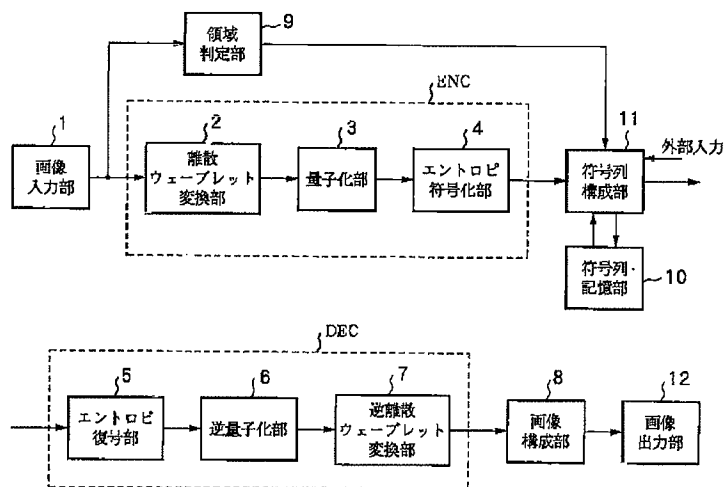 9
領域
判定部
ENC
1
画像
入力部
2
離散
ウェーブレット
変換部
3
量子化部
4
エントロピ
符号化部
11
符号列
構成部
外部入力
符号列
記憶部
10
DEC
5
エントロピ
復号部
6
逆量子化部
7
逆離散
ウェーブレット
変換部
8
画像
構成部
12
画像
出力部